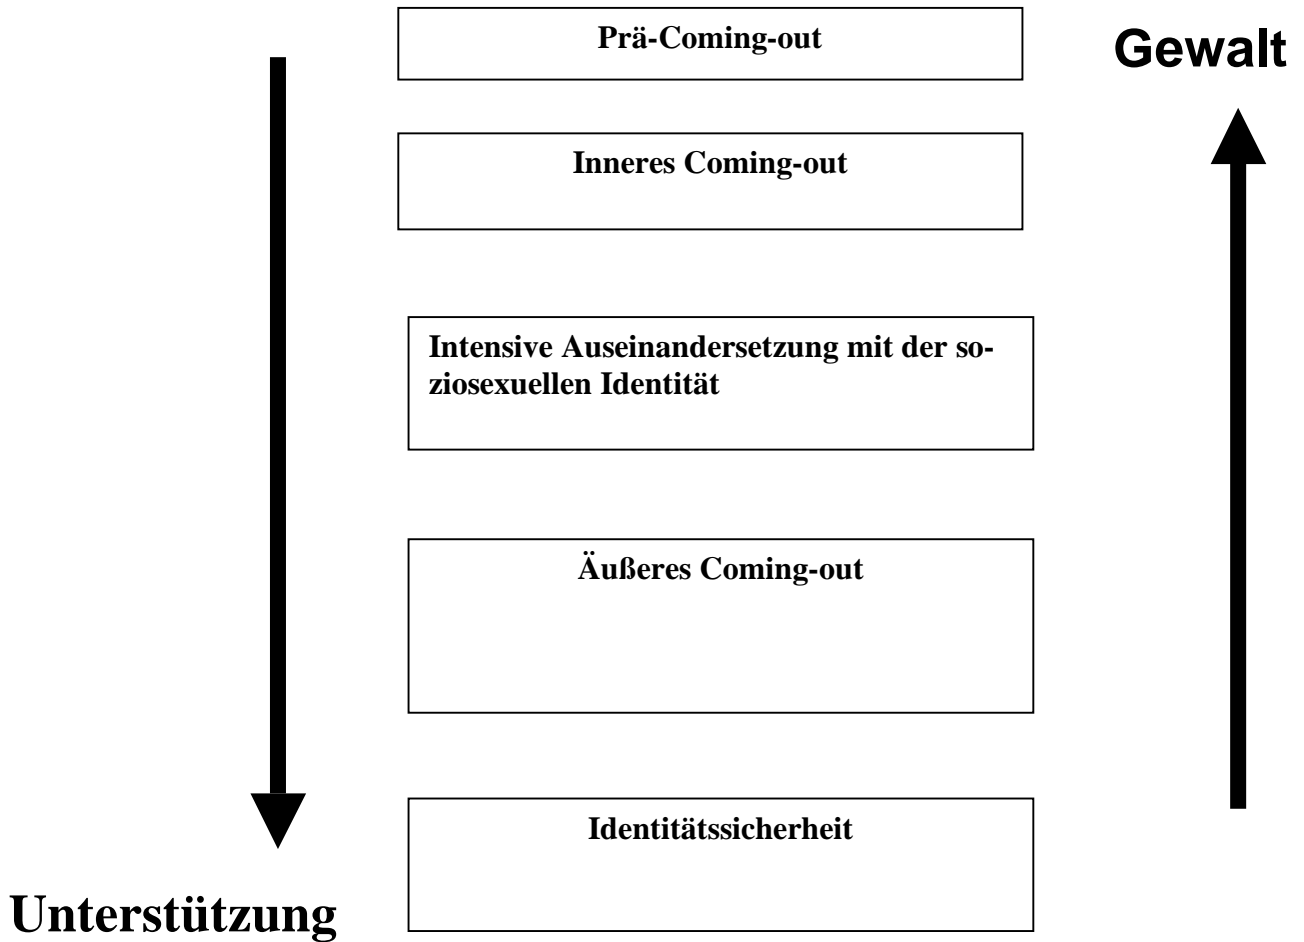 Prä-Coming-out
Gewalt
Inneres Coming-out
Intensive Auseinandersetzung mit der so-
ziosexuellen Identität
Äußeres Coming-out
Identitätssicherheit
Unterstützung